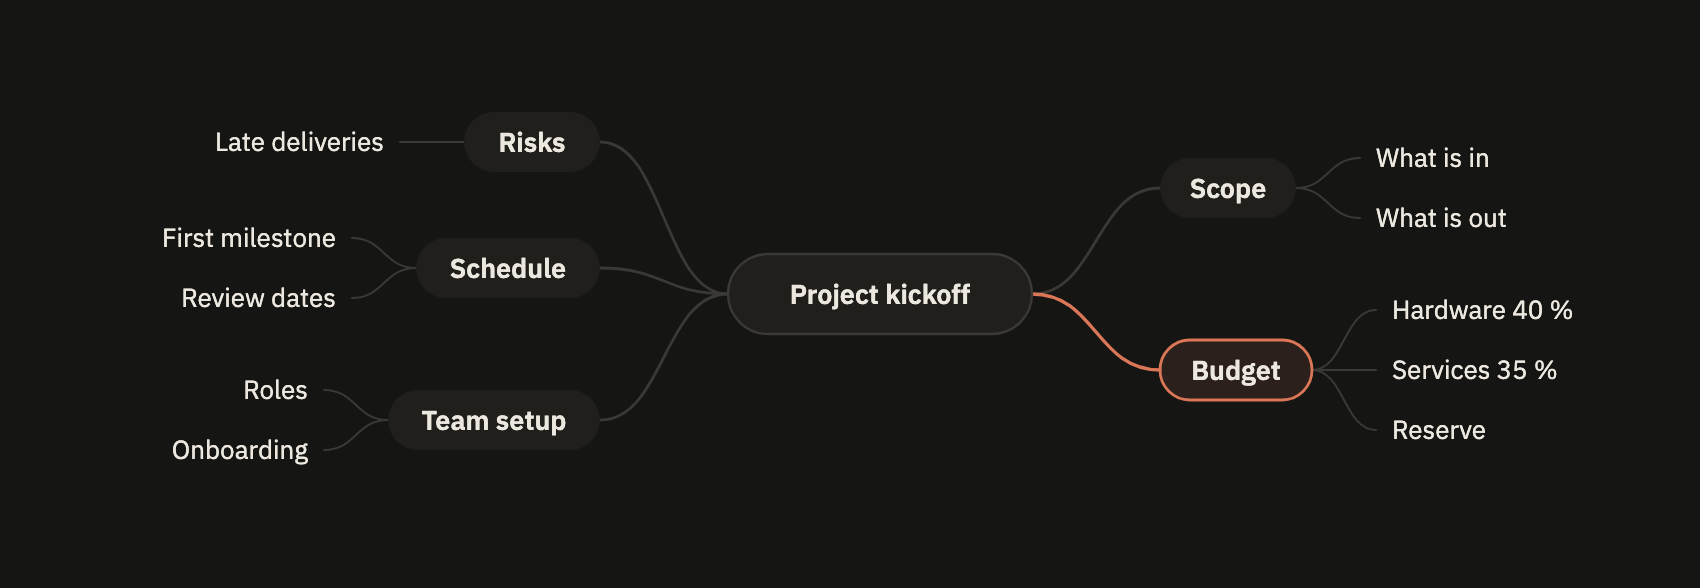 Project kickoff
Scope
What is in
What is out
Budget
Hardware 40 %
Services 35 %
Reserve
Risks
Late deliveries
Schedule
First milestone
Review dates
Team setup
Roles
Onboarding